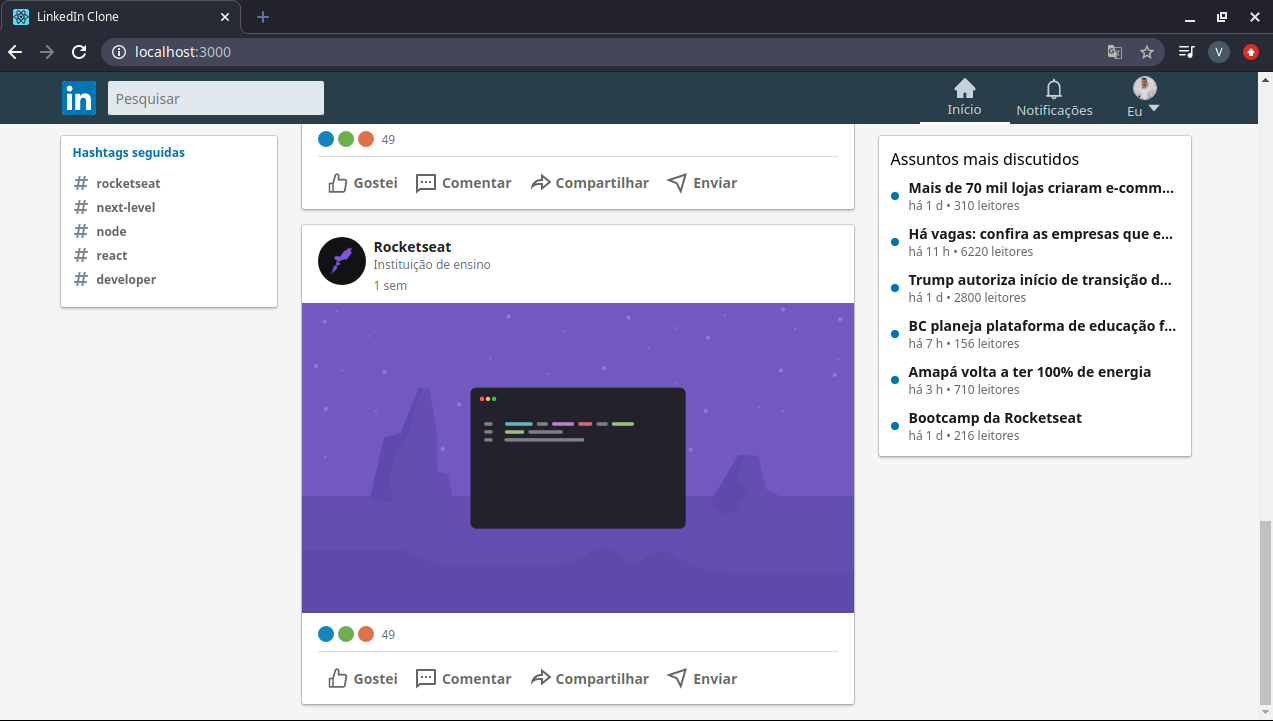 LinkedIn Clone
localhost:3000
V
in
Pesquisar
Início
Notificações
Eu
Hashtags seguidas
# rocketseat
# next-level
# node
# react
# developer
49
Gostei Comentar Compartilhar Enviar
Rocketseat
Instituição de ensino
1 sem
49
Gostei Comentar Compartilhar Enviar
Assuntos mais discutidos
Mais de 70 mil lojas criaram e-comm...
há 1 d • 310 leitores
Há vagas: confira as empresas que e...
há 11 h • 6220 leitores
Trump autoriza início de transição d...
há 1 d • 2800 leitores
BC planeja plataforma de educação f...
há 7 h • 156 leitores
Amapá volta a ter 100% de energia
há 3 h • 710 leitores
Bootcamp da Rocketseat
há 1 d • 216 leitores